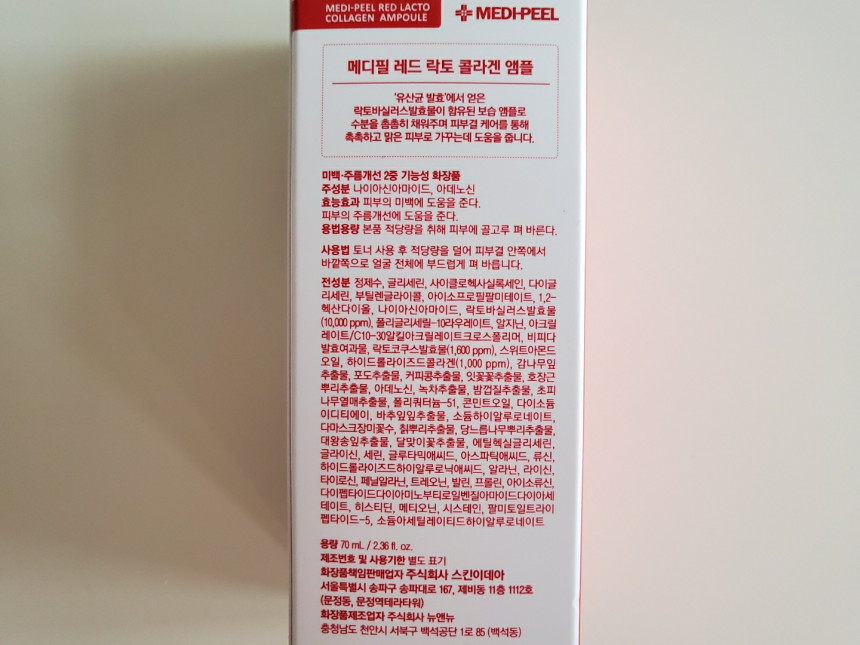 MEDI-PEEL RED LACTO
COLLAGEN AMPOULE
MEDI-PEEL
메디필 레드 락토 콜라겐 앰플
'유산균 발효'에서 얻은
락토바실러스발효물이 함유된 보습 앰플로
수분을 촘촘히 채워주며 피부결 케어를 통해
촉촉하고 맑은 피부로 가꾸는데 도움을 줍니다.
미백·주름개선 2중 기능성 화장품
주성분 나이아신아마이드, 아데노신
효능효과 피부의 미백에 도움을 준다.
피부의 주름개선에 도움을 준다.
용법용량 본품 적당량을 취해 피부에 골고루 펴 바른다.
사용법 토너 사용 후 적당량을 덜어 피부결 안쪽에서
바깥쪽으로 얼굴 전체에 부드럽게 펴 바릅니다.
전성분 정제수, 글리세린, 사이클로헥사실록세인, 다이글
리세린, 부틸렌글라이콜, 아이소프로필팔미테이트, 1,2-
헥산다이올, 나이아신아마이드, 락토바실러스발효물
(10,000 ppm), 폴리글리세릴-10라우레이트, 알지닌, 아크릴
레이트/C10-30알킬아크릴레이트크로스폴리머, 비피다
발효여과물, 락토코쿠스발효물(1,600 ppm), 스위트아몬드
오일, 하이드롤라이즈드콜라겐(1,000 ppm), 감나무잎
추출물, 포도추출물, 커피콩추출물, 잇꽃꽃추출물, 호장근
뿌리추출물, 아데노신, 녹차추출물, 밤껍질추출물, 초피
나무열매추출물, 폴리쿼터늄-51, 콘민트오일, 다이소듐
이디티에이, 바추잎잎추출물, 소듐하이알루로네이트,
다마스크장미꽃수, 칡뿌리추출물, 당느릅나무뿌리추출물,
대왕송잎추출물, 달맞이꽃추출물, 에틸헥실글리세린,
글라이신, 세린, 글루타믹애씨드, 아스파틱애씨드, 류신,
하이드롤라이즈드하이알루로닉애씨드, 알라닌, 라이신,
타이로신, 페닐알라닌, 트레오닌, 발린, 프롤린, 아이소류신,
다이펩타이드다이아미노부티로일벤질아마이드다이아세
테이트, 히스티딘, 메티오닌, 시스테인, 팔미토일트라이
펩타이드-5, 소듐아세틸레이티드하이알루로네이트
용량 70 mL / 2.36 fl. oz.
제조번호 및 사용기한 별도 표기
화장품책임판매업자 주식회사 스킨이데아
서울특별시 송파구 송파대로 167, 제비동 11층 1112호
(문정동, 문정역테라타워)
화장품제조업자 주식회사 뉴앤뉴
충청남도 천안시 서북구 백석공단 1로 85 (백석동)